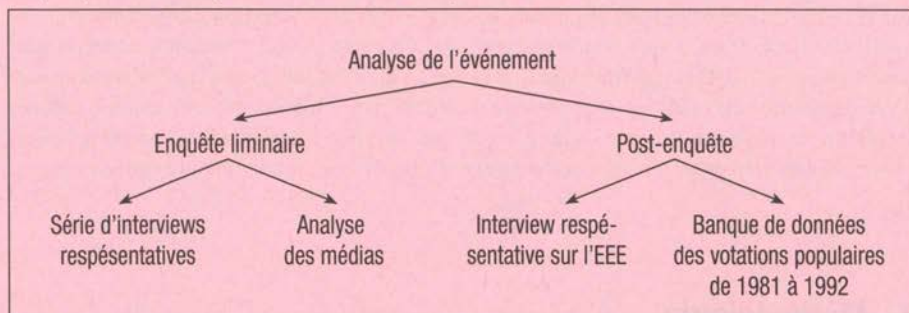 Analyse de l'événement
Enquête liminaire
Post-enquête
Série d'interviews
respésentatives
Analyse
des médias
Interview respé-
sentative sur l'EEE
Banque de données
des votations populaires
de 1981 à 1992